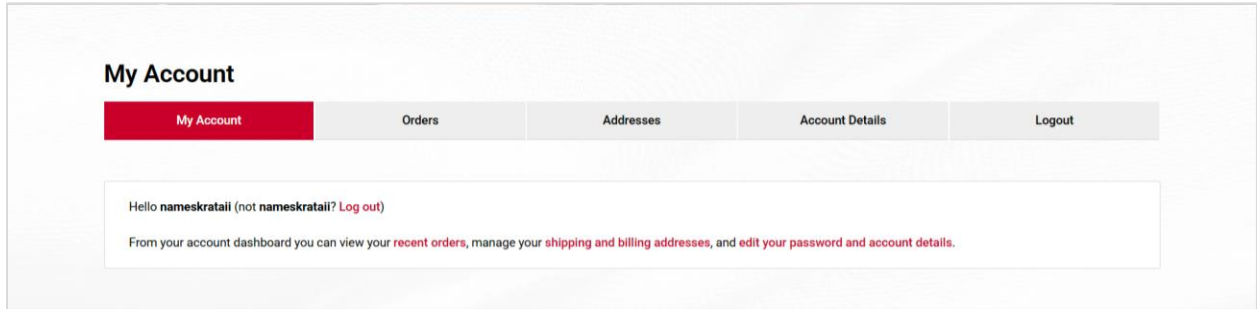 My Account
My Account Orders Addresses Account Details Logout
Hello nameskrataii (not nameskrataii? Log out)
From your account dashboard you can view your recent orders, manage your shipping and billing addresses, and edit your password and account details.